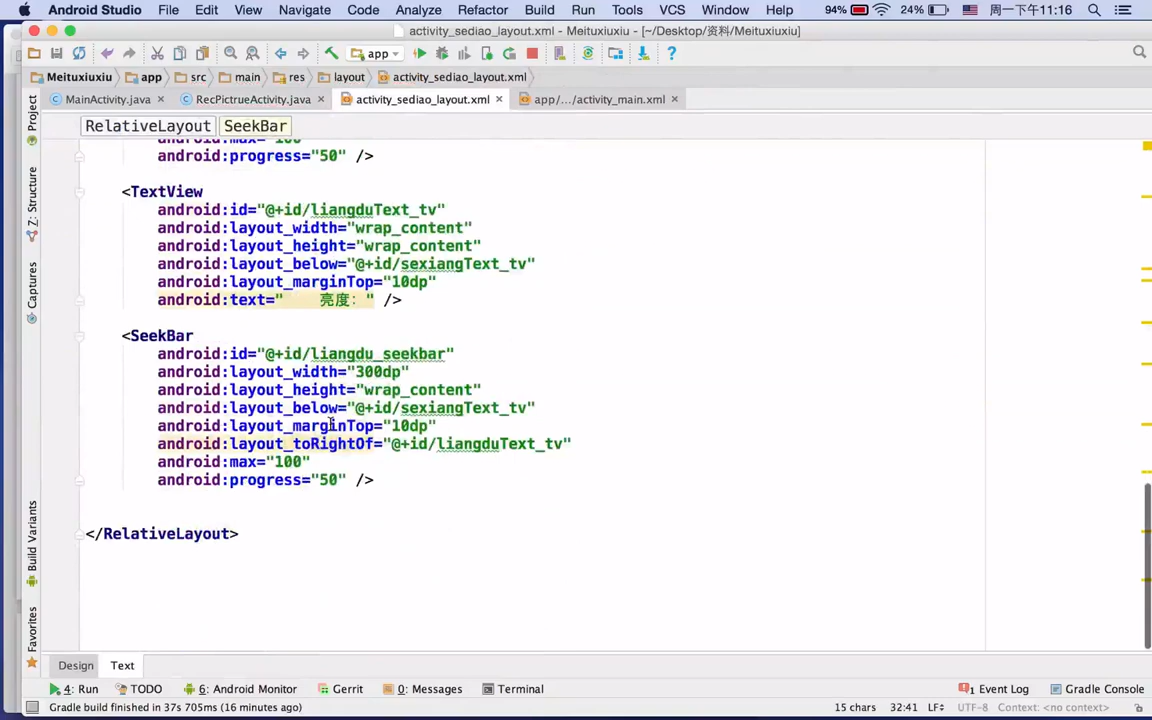 Android Studio File Edit View Navigate Code Analyze Refactor Build Run Tools VCS Window Help 94% 24% 周一下午11:16
activity_sediao_layout.xml - Meituxiuxiu - [~/Desktop/资料/Meituxiuxiu]
app
Meituxiuxiu app src main res layout activity_sediao_layout.xml
MainActivity.java RecPictrueActivity.java activity_sediao_layout.xml app/.../activity_main.xml
RelativeLayout SeekBar
Project
Z: Structure
Captures
Build Variants
Favorites
android:max="100"
android:progress="50" />
<TextView
android:id="@+id/liangduText_tv"
android:layout_width="wrap_content"
android:layout_height="wrap_content"
android:layout_below="@+id/sexiangText_tv"
android:layout_marginTop="10dp"
android:text="    亮度：" />
<SeekBar
android:id="@+id/liangdu_seekbar"
android:layout_width="300dp"
android:layout_height="wrap_content"
android:layout_below="@+id/sexiangText_tv"
android:layout_marginTop="10dp"
android:layout_toRightOf="@+id/liangduText_tv"
android:max="100"
android:progress="50" />
</RelativeLayout>
Design Text
4: Run TODO 6: Android Monitor Gerrit 0: Messages Terminal 1 Event Log Gradle Console
Gradle build finished in 37s 705ms (16 minutes ago) 15 chars 32:41 LF UTF-8 Context: <no context>